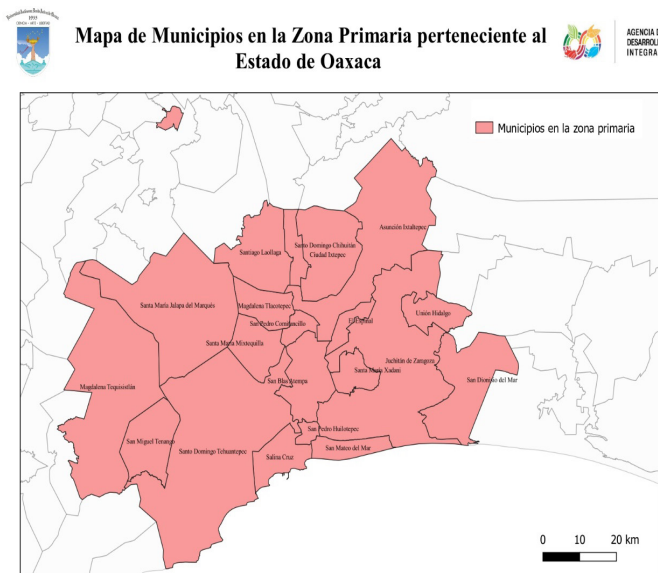 1955
Mapa de Municipios en la Zona Primaria perteneciente al
Estado de Oaxaca
AGENCIA D
DESARROLL
INTEGRA
Municipios en la zona primaria
Asunción Ixtaltepec
Santo Domingo Chihuitán
Santiago Laollaga
Ciudad Ixtepec
Santa María Jalapa del Marqués
Magdalena Tlacotepec
Unión Hidalgo
El Espinal
San Pedro Comitancillo
Santa María Mixtequilla
Juchitán de Zaragoza
Santa María Xadani
San Dionisio del Mar
San Blas Atempa
Magdalena Tequisistlán
San Pedro Huilotepec
San Miguel Tenango
San Mateo del Mar
Santo Domingo Tehuantepec
Salina Cruz
0 10 20 km